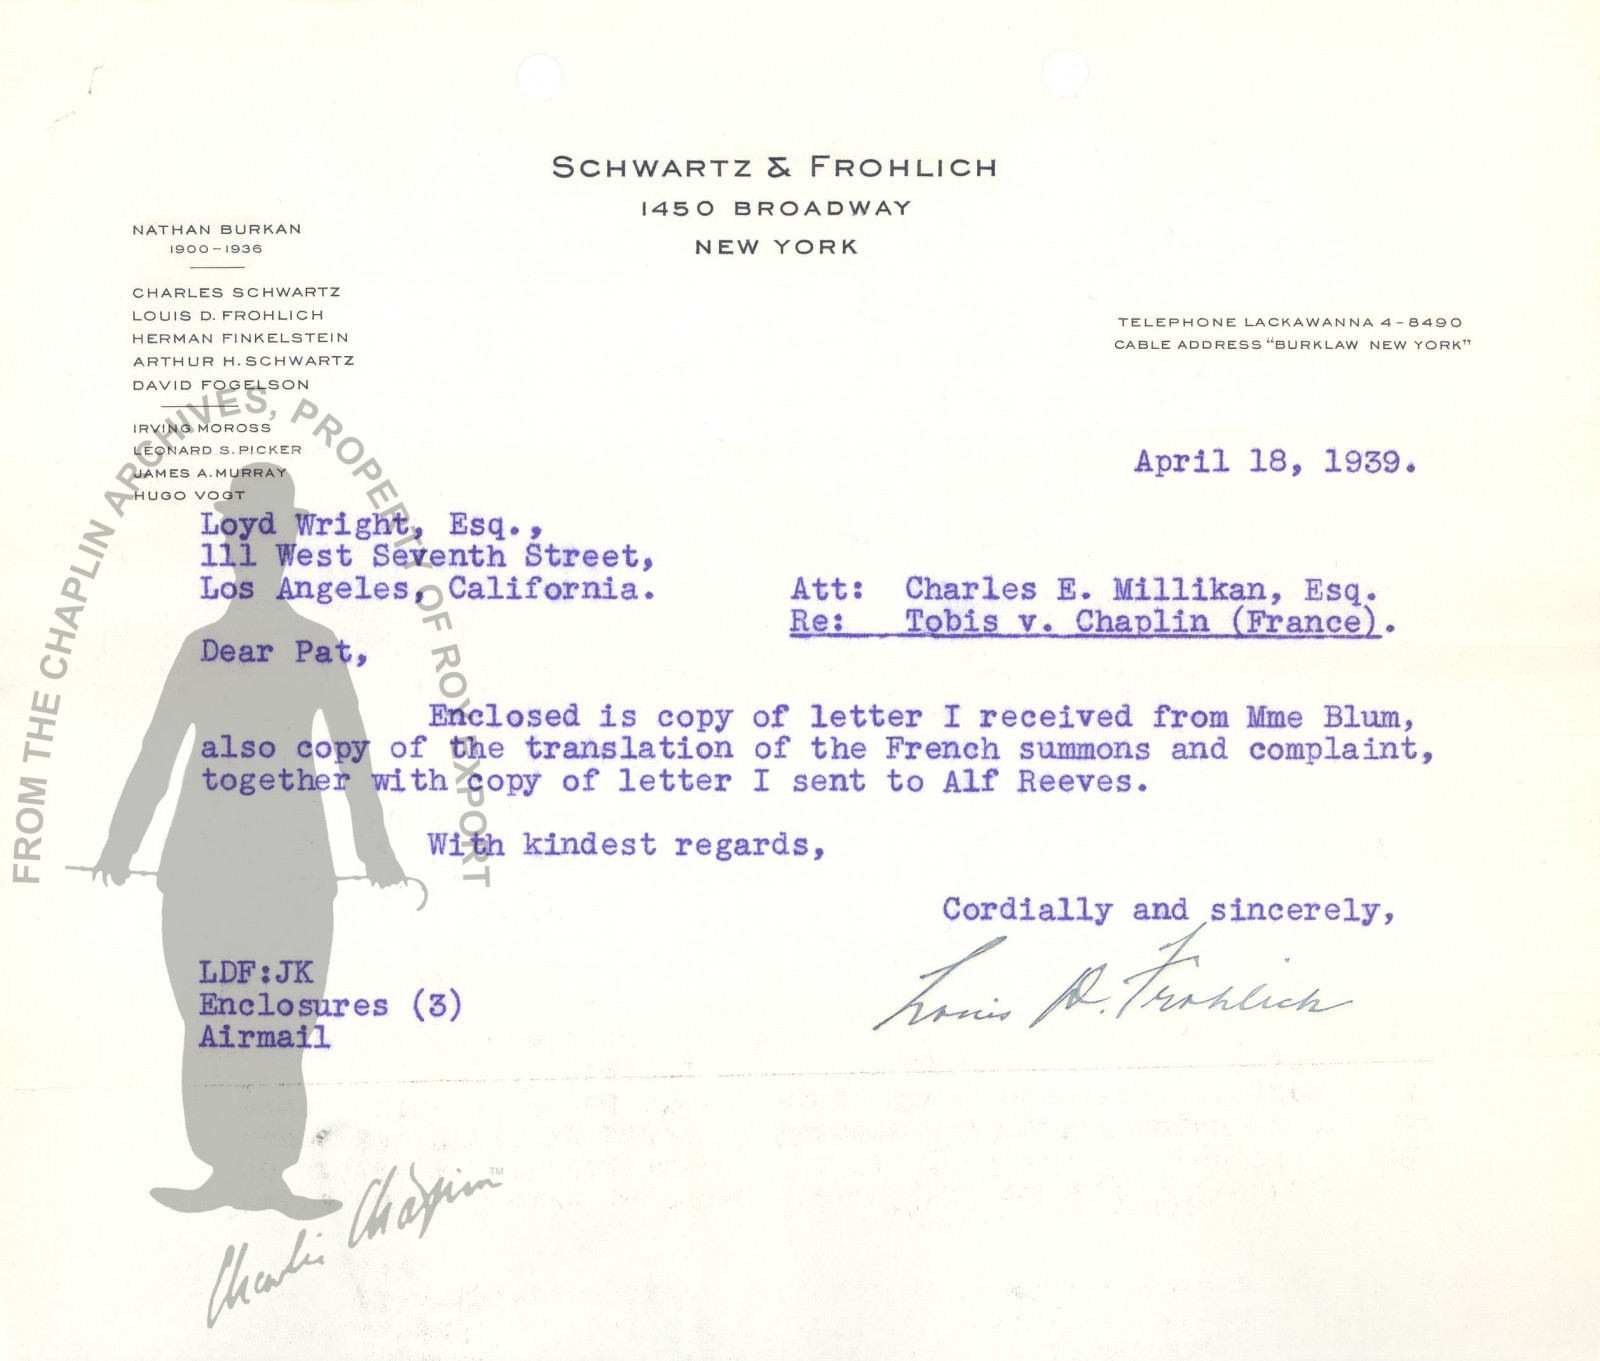 SCHWARTZ & FROHLICH
1450 BROADWAY
NEW YORK
NATHAN BURKAN
1900-1936
CHARLES SCHWARTZ
LOUIS D. FROHLICH
HERMAN FINKELSTEIN
ARTHUR H. SCHWARTZ
DAVID FOGELSON
IRVING MOROSS
LEONARD S. PICKER
JAMES A. MURRAY
HUGO VOGT
TELEPHONE LACKAWANNA 4-8490
CABLE ADDRESS "BURKLAW NEW YORK"
April 18, 1939.
Loyd Wright, Esq.,
111 West Seventh Street,
Los Angeles, California.
Att: Charles E. Millikan, Esq.
Re: Tobis v. Chaplin (France).
Dear Pat,
Enclosed is copy of letter I received from Mme Blum,
also copy of the translation of the French summons and complaint,
together with copy of letter I sent to Alf Reeves.
With kindest regards,
Cordially and sincerely,
Louis D. Frohlich
LDF:JK
Enclosures (3)
Airmail
FROM THE CHAPLIN ARCHIVES, PROPERTY OF ROY EXPORT
Charlie Chaplin™